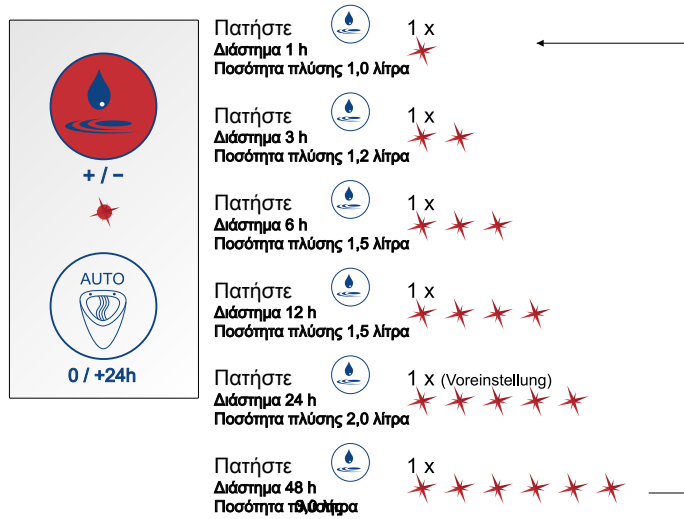 + / −
AUTO
0 / +24h
Πατήστε 1 x
Διάστημα 1 h
Ποσότητα πλύσης 1,0 λίτρα
Πατήστε 1 x
Διάστημα 3 h
Ποσότητα πλύσης 1,2 λίτρα
Πατήστε 1 x
Διάστημα 6 h
Ποσότητα πλύσης 1,5 λίτρα
Πατήστε 1 x
Διάστημα 12 h
Ποσότητα πλύσης 1,5 λίτρα
Πατήστε 1 x (Voreinstellung)
Διάστημα 24 h
Ποσότητα πλύσης 2,0 λίτρα
Πατήστε 1 x
Διάστημα 48 h
Ποσότητα